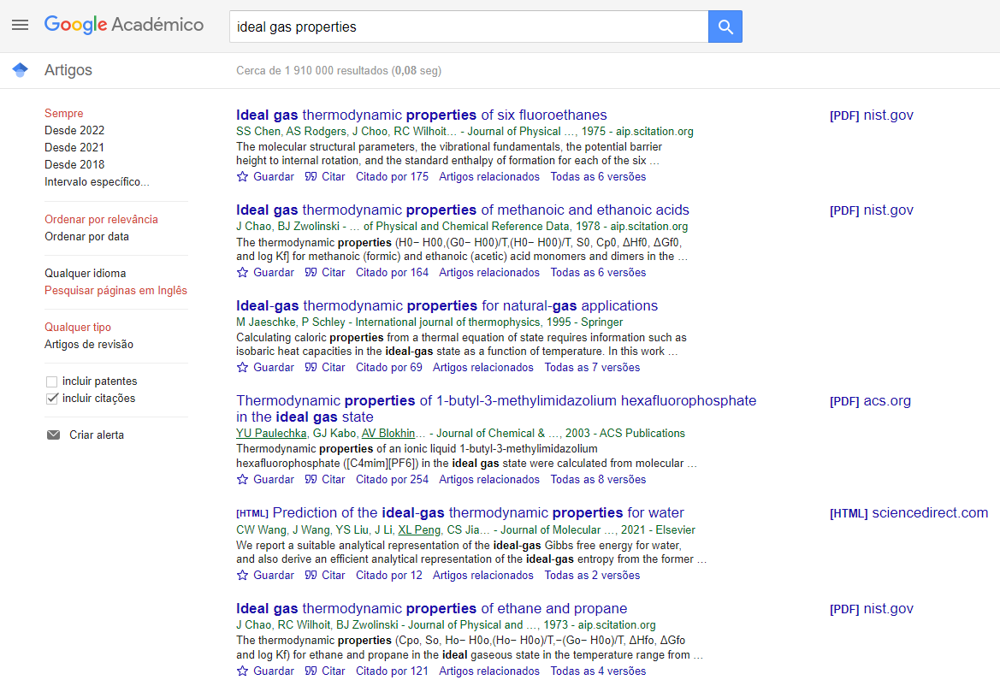 Google Académico
ideal gas properties
Artigos
Cerca de 1 910 000 resultados (0,08 seg)
Sempre
Desde 2022
Desde 2021
Desde 2018
Intervalo específico...
Ordenar por relevância
Ordenar por data
Qualquer idioma
Pesquisar páginas em Inglês
Qualquer tipo
Artigos de revisão
incluir patentes
incluir citações
Criar alerta
Ideal gas thermodynamic properties of six fluoroethanes
[PDF] nist.gov
SS Chen, AS Rodgers, J Choo, RC Wilhoit… - Journal of Physical …, 1975 - aip.scitation.org
The molecular structural parameters, the vibrational fundamentals, the potential barrier
height to internal rotation, and the standard enthalpy of formation for each of the six …
Guardar Citar Citado por 175 Artigos relacionados Todas as 6 versões
Ideal gas thermodynamic properties of methanoic and ethanoic acids
[PDF] nist.gov
J Chao, BJ Zwolinski - … of Physical and Chemical Reference Data, 1978 - aip.scitation.org
The thermodynamic properties (H0− H00,(G0− H00)/T,(H0− H00)/T, S0, Cp0, ΔHf0, ΔGf0,
and log Kf] for methanoic (formic) and ethanoic (acetic) acid monomers and dimers in the …
Guardar Citar Citado por 164 Artigos relacionados Todas as 6 versões
Ideal-gas thermodynamic properties for natural-gas applications
M Jaeschke, P Schley - International journal of thermophysics, 1995 - Springer
Calculating caloric properties from a thermal equation of state requires information such as
isobaric heat capacities in the ideal-gas state as a function of temperature. In this work …
Guardar Citar Citado por 69 Artigos relacionados Todas as 7 versões
Thermodynamic properties of 1-butyl-3-methylimidazolium hexafluorophosphate
in the ideal gas state
[PDF] acs.org
YU Paulechka, GJ Kabo, AV Blokhin… - Journal of Chemical & …, 2003 - ACS Publications
Thermodynamic properties of an ionic liquid 1-butyl-3-methylimidazolium
hexafluorophosphate ([C4mim][PF6]) in the ideal gas state were calculated from molecular …
Guardar Citar Citado por 254 Artigos relacionados Todas as 8 versões
[HTML] Prediction of the ideal-gas thermodynamic properties for water
[HTML] sciencedirect.com
CW Wang, J Wang, YS Liu, J Li, XL Peng, CS Jia… - Journal of Molecular …, 2021 - Elsevier
We report a suitable analytical representation of the ideal-gas Gibbs free energy for water,
and also derive an efficient analytical representation of the ideal-gas entropy from the former …
Guardar Citar Citado por 12 Artigos relacionados Todas as 2 versões
Ideal gas thermodynamic properties of ethane and propane
[PDF] nist.gov
J Chao, RC Wilhoit, BJ Zwolinski - Journal of Physical and …, 1973 - aip.scitation.org
The thermodynamic properties (Cpo, So, Ho− H0o,(Ho− H0o)/T,−(Go− H0o)/T, ΔHfo, ΔGfo
and log Kf) for ethane and propane in the ideal gaseous state in the temperature range from …
Guardar Citar Citado por 121 Artigos relacionados Todas as 4 versões